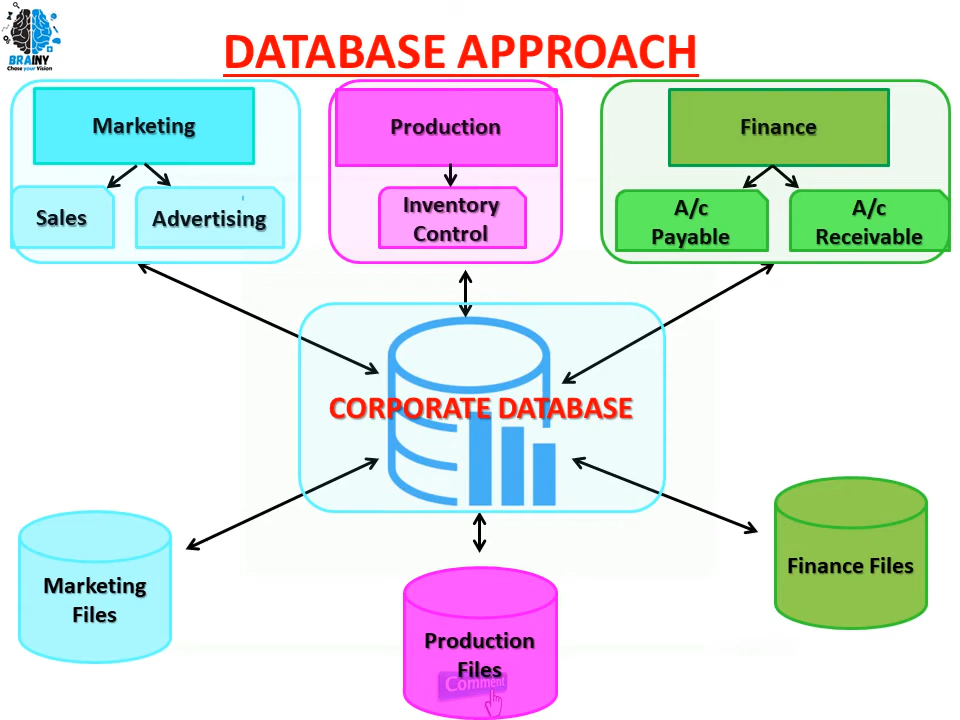 BRAINY
Chase your Vision
DATABASE APPROACH
Marketing
Production
Finance
Sales
Advertising
Inventory
Control
A/c
Payable
A/c
Receivable
CORPORATE DATABASE
Marketing
Files
Production
Files
Comment
Finance Files